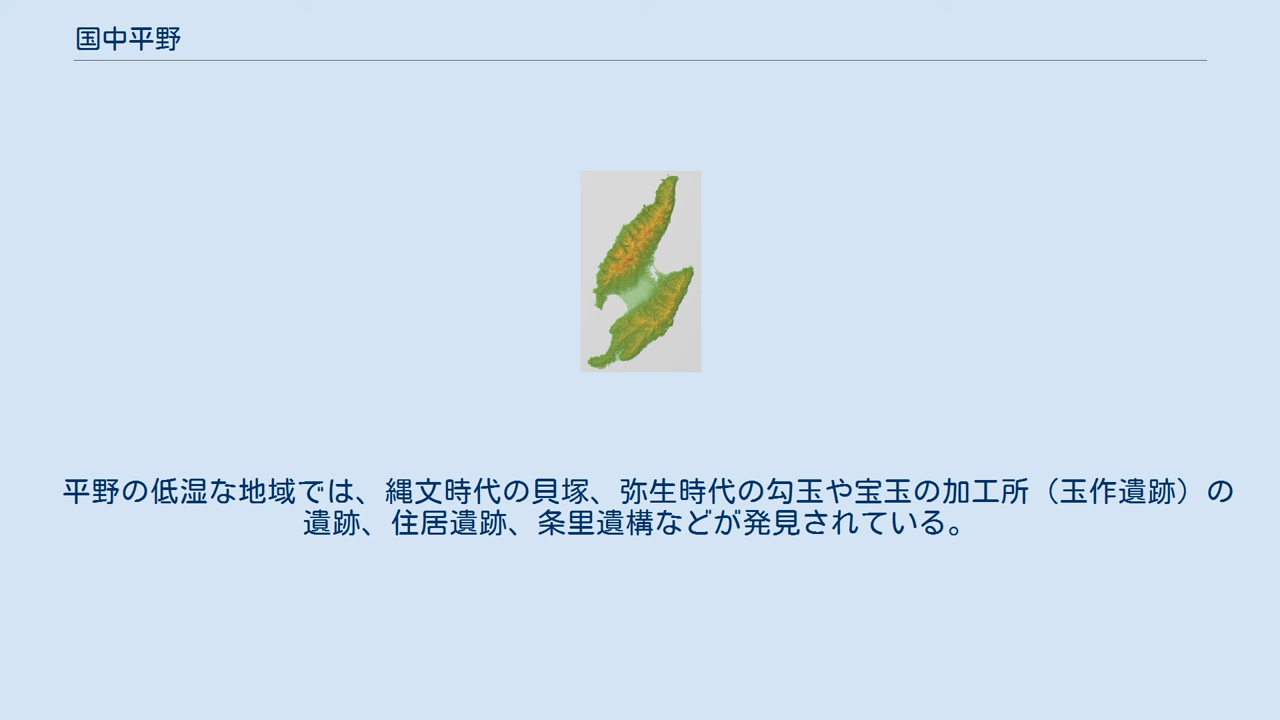 国中平野
平野の低湿な地域では、縄文時代の貝塚、弥生時代の勾玉や宝玉の加工所（玉作遺跡）の
遺跡、住居遺跡、条里遺構などが発見されている。